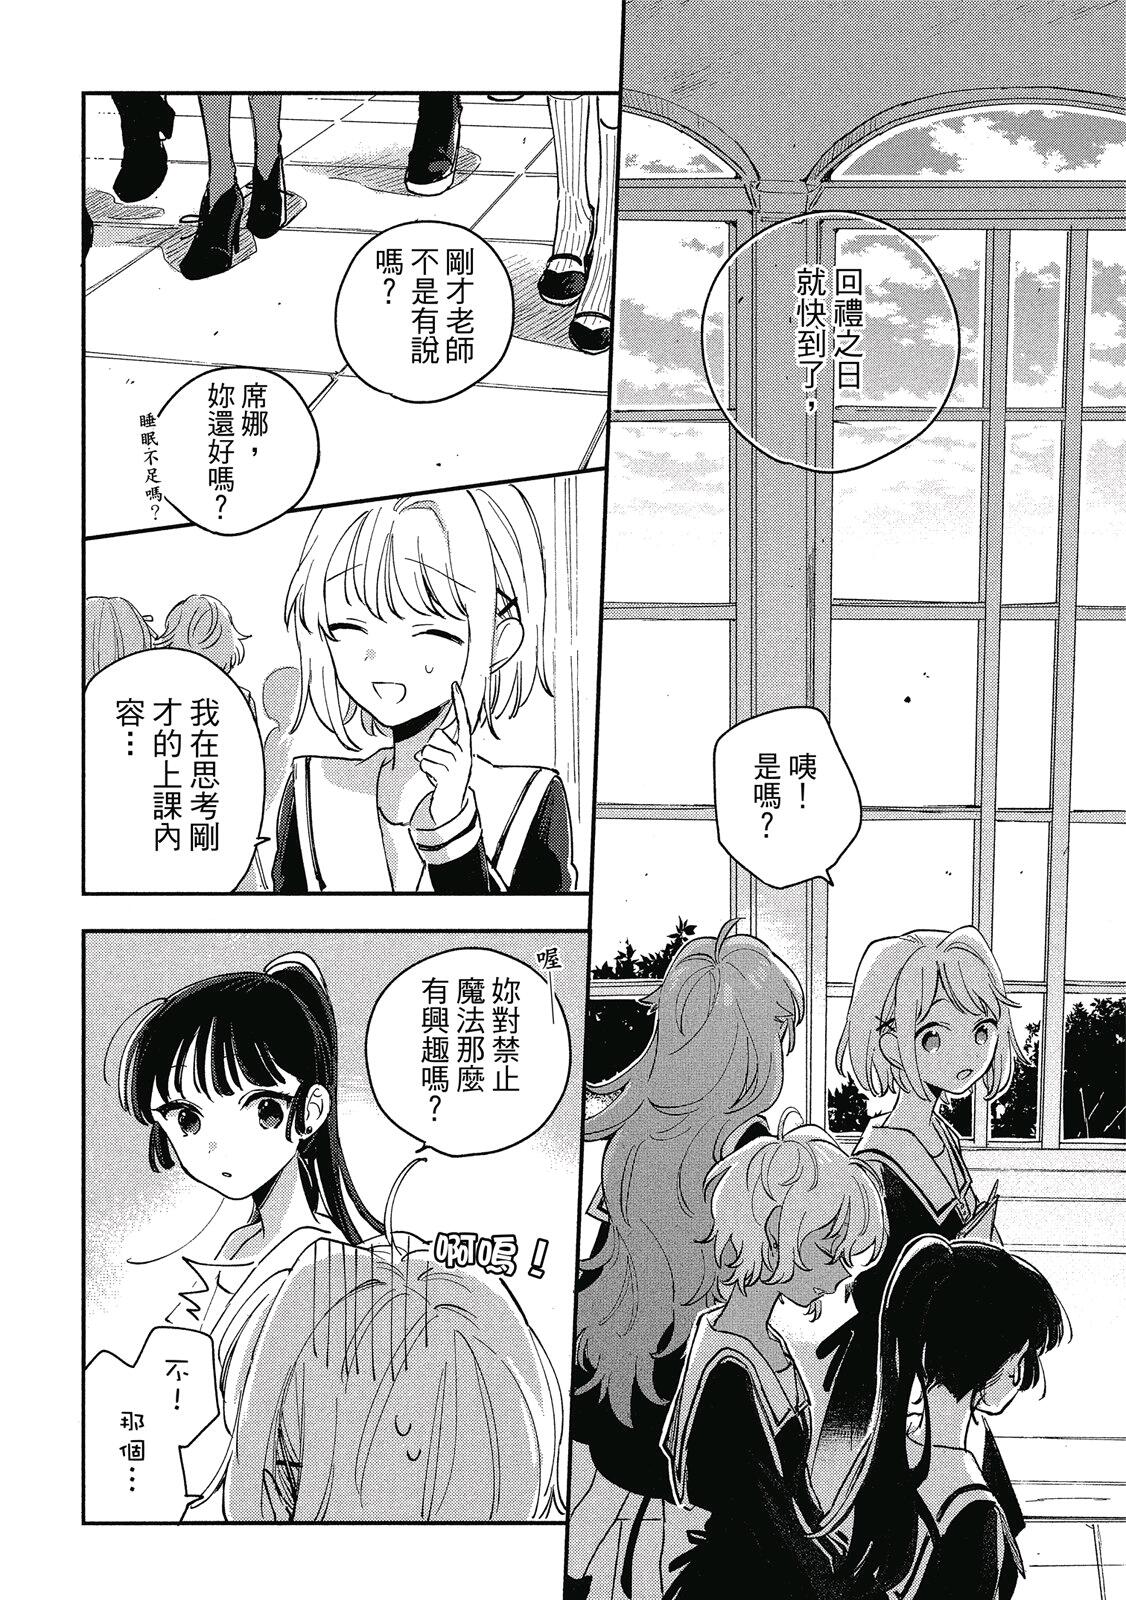 回禮之日
就快到了，
咦！
是嗎？
剛才老師
不是有說
嗎？
席娜，
妳還好嗎？
睡眠不足嗎？
我在思考剛
才的上課內
容…
喔—
妳對禁止
魔法那麼
有興趣嗎？
啊嗚！
不！
那個…